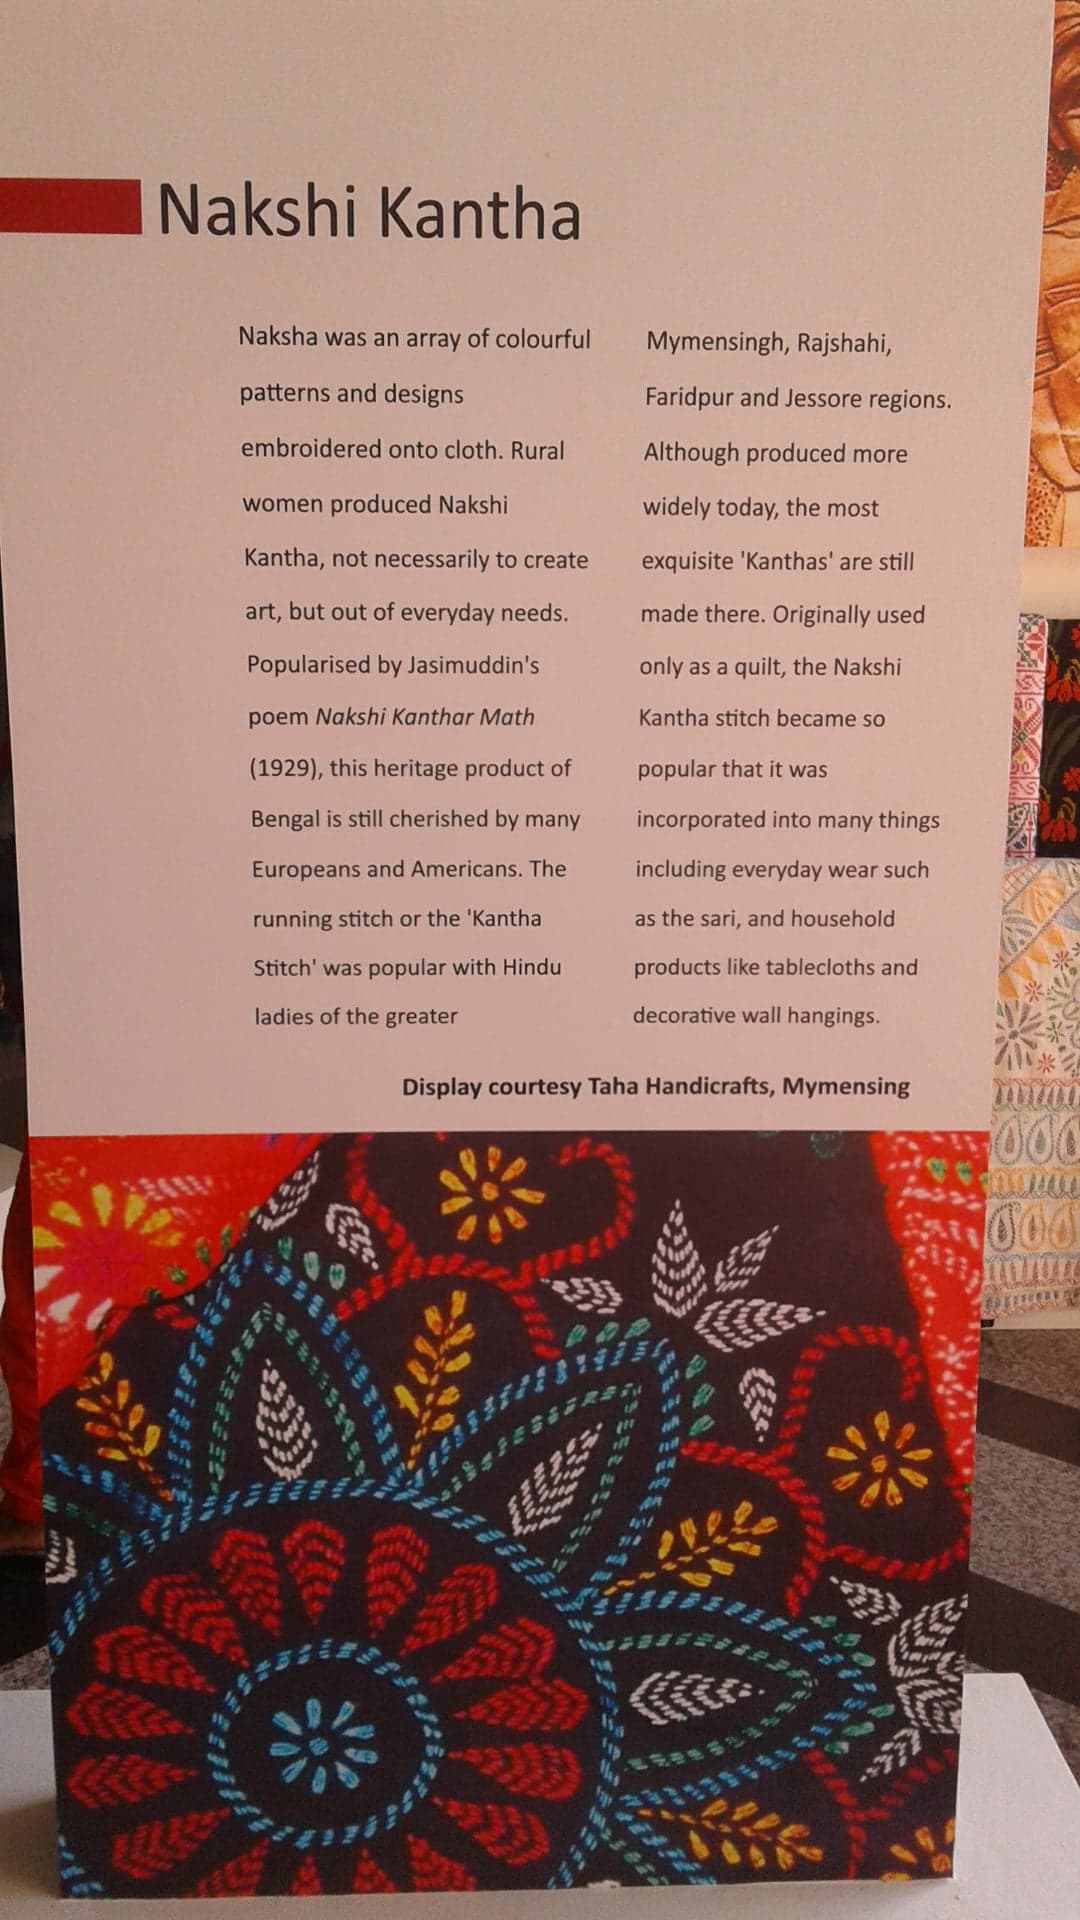 Nakshi Kantha
Naksha was an array of colourful
patterns and designs
embroidered onto cloth. Rural
women produced Nakshi
Kantha, not necessarily to create
art, but out of everyday needs.
Popularised by Jasimuddin's
poem Nakshi Kanthar Math
(1929), this heritage product of
Bengal is still cherished by many
Europeans and Americans. The
running stitch or the 'Kantha
Stitch' was popular with Hindu
ladies of the greater
Mymensingh, Rajshahi,
Faridpur and Jessore regions.
Although produced more
widely today, the most
exquisite 'Kanthas' are still
made there. Originally used
only as a quilt, the Nakshi
Kantha stitch became so
popular that it was
incorporated into many things
including everyday wear such
as the sari, and household
products like tablecloths and
decorative wall hangings.
Display courtesy Taha Handicrafts, Mymensing